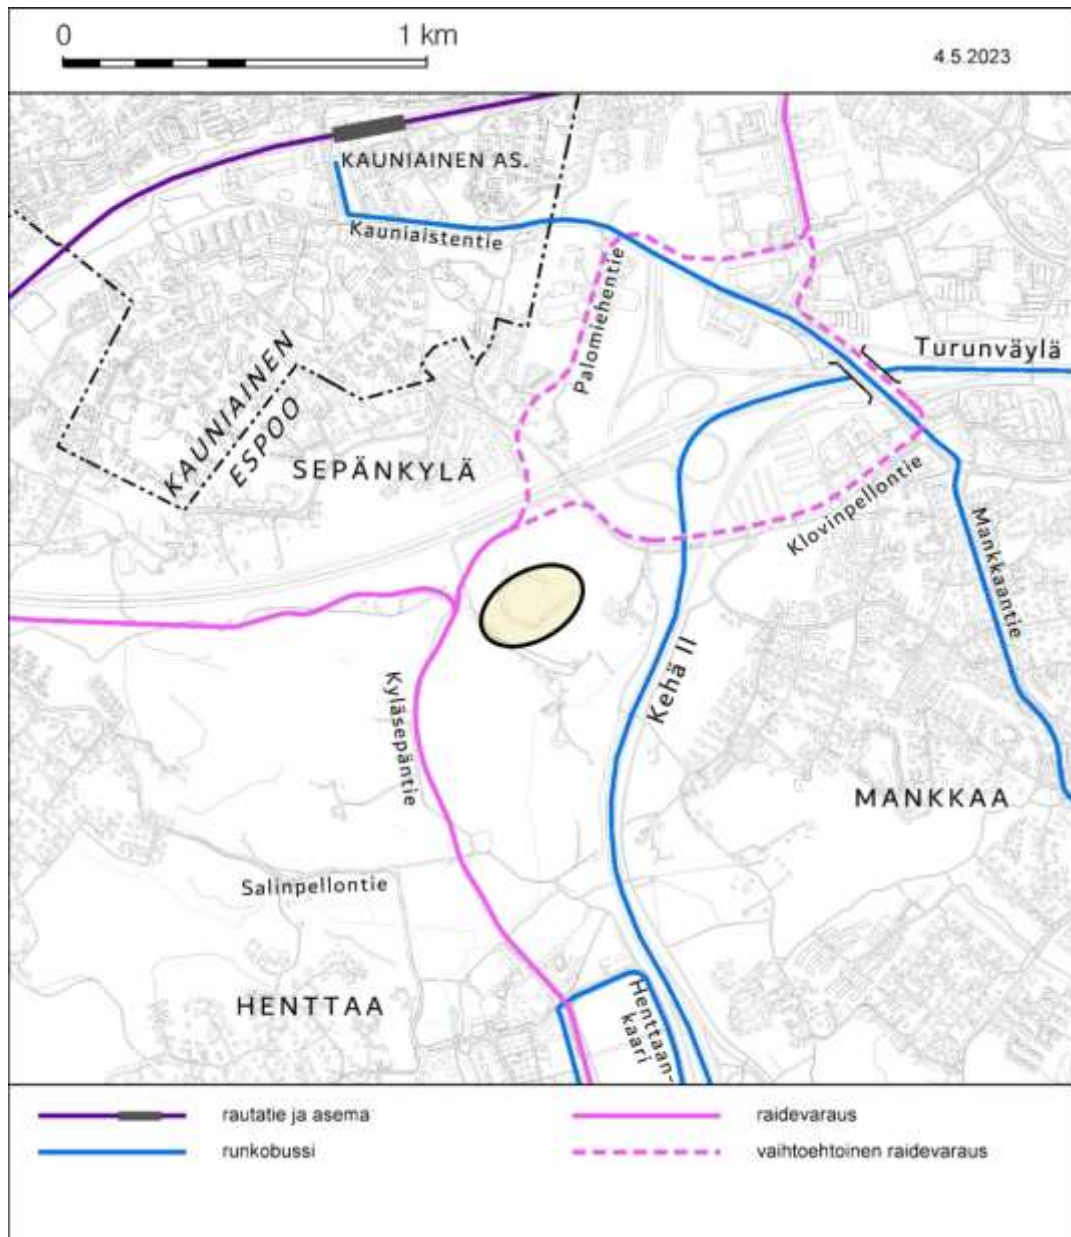 0 1 km
4.5.2023
KAUNIAINEN AS.
Kauniaistentie
Palomiehentie
Turunväylä
KAUNIAINEN
ESPOO
SEPÄNKYLÄ
Klovinpellontie
Mankkaantie
Kehä II
Kyläsepäntie
MANKKAA
Salinpellontie
HENTTAA
Henttaan-
kaari
rautatie ja asema
raidevaraus
runkobussi
vaihtoehtoinen raidevaraus